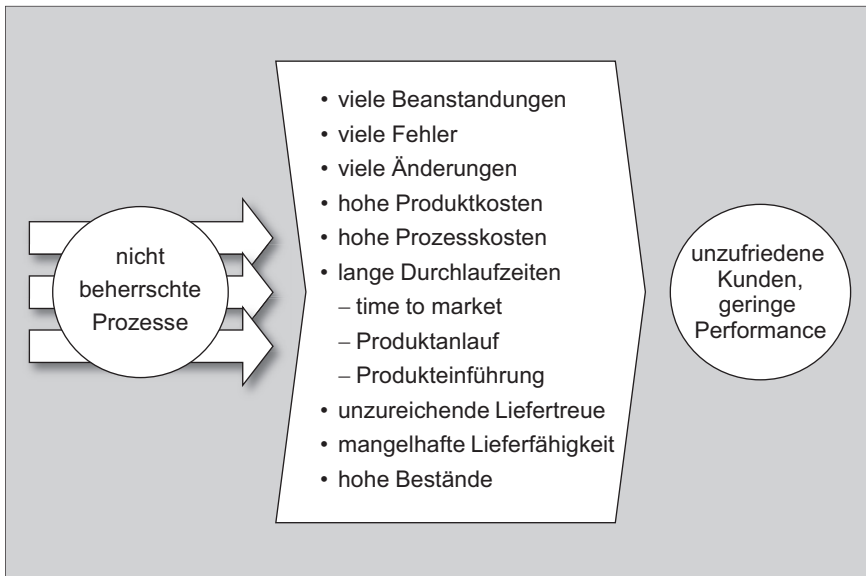 nicht
beherrschte
Prozesse
• viele Beanstandungen
• viele Fehler
• viele Änderungen
• hohe Produktkosten
• hohe Prozesskosten
• lange Durchlaufzeiten
– time to market
– Produktanlauf
– Produkteinführung
• unzureichende Liefertreue
• mangelhafte Lieferfähigkeit
• hohe Bestände
unzufriedene
Kunden,
geringe
Performance